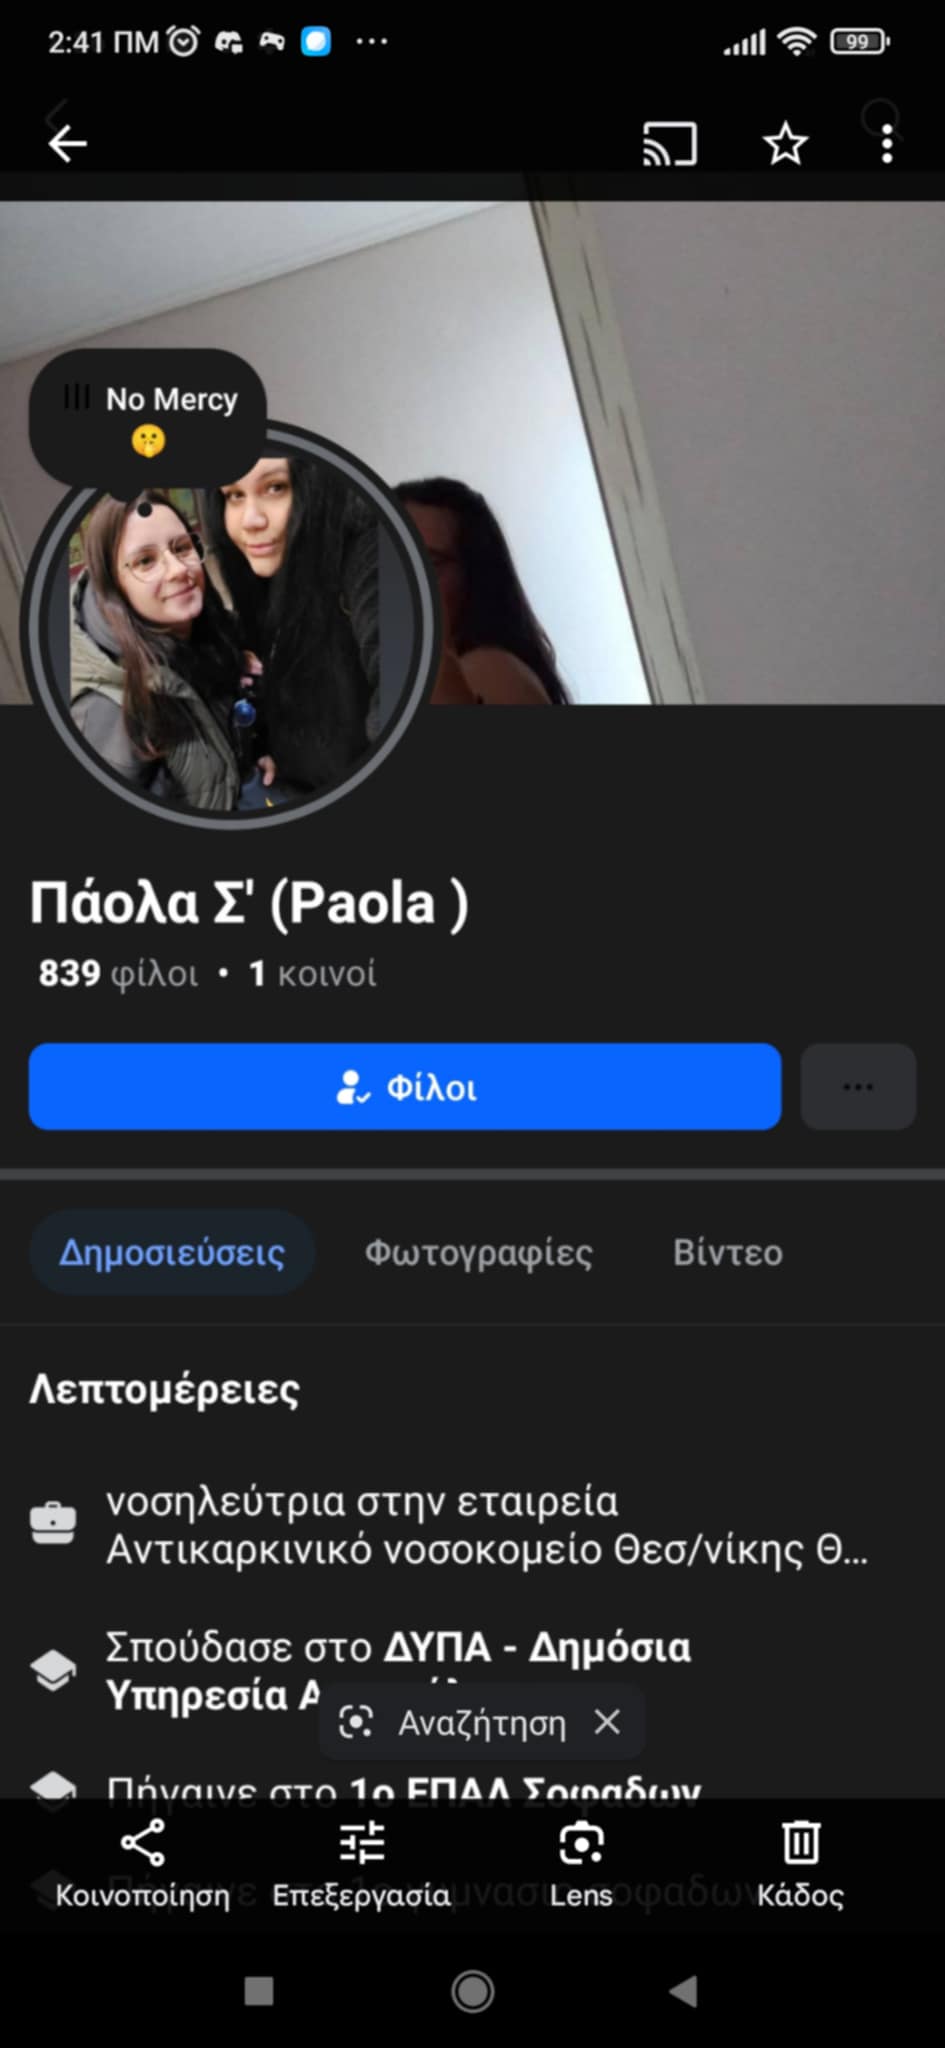 2:41 ΠΜ
99
No Mercy
🤫
Πάολα Σ' (Paola )
839 φίλοι • 1 κοινοί
Φίλοι
Δημοσιεύσεις Φωτογραφίες Βίντεο
Λεπτομέρειες
νοσηλεύτρια στην εταιρεία
Αντικαρκινικό νοσοκομείο Θεσ/νίκης Θ...
Σπούδασε στο ΔΥΠΑ - Δημόσια
Υπηρεσία
Αναζήτηση
Πήγαινε στο 1ο ΕΠΑΛ Σοφαδων
Κοινοποίηση Επεξεργασία Lens Κάδος